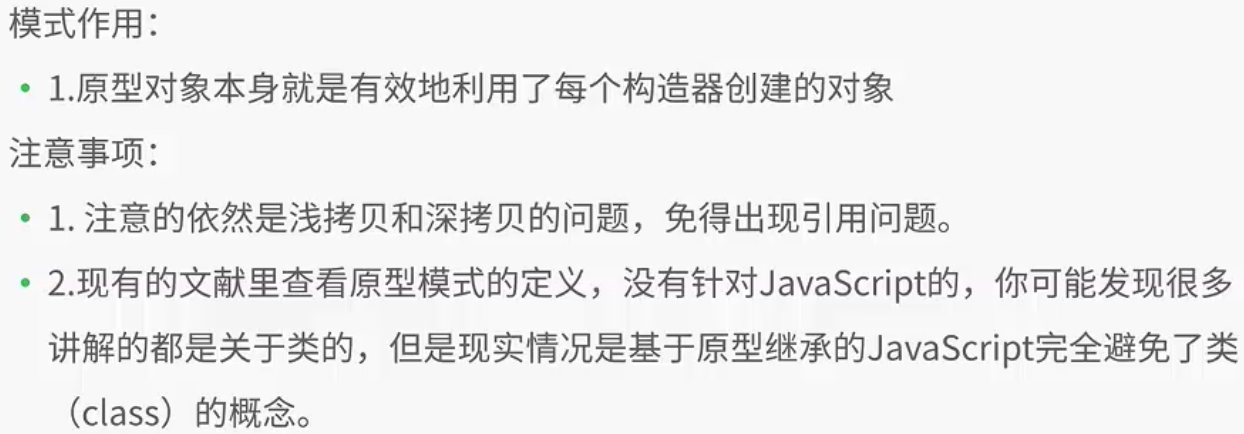 模式作用：
• 1.原型对象本身就是有效地利用了每个构造器创建的对象
注意事项：
• 1. 注意的依然是浅拷贝和深拷贝的问题，免得出现引用问题。
• 2.现有的文献里查看原型模式的定义，没有针对JavaScript的，你可能发现很多
讲解的都是关于类的，但是现实情况是基于原型继承的JavaScript完全避免了类
（class）的概念。